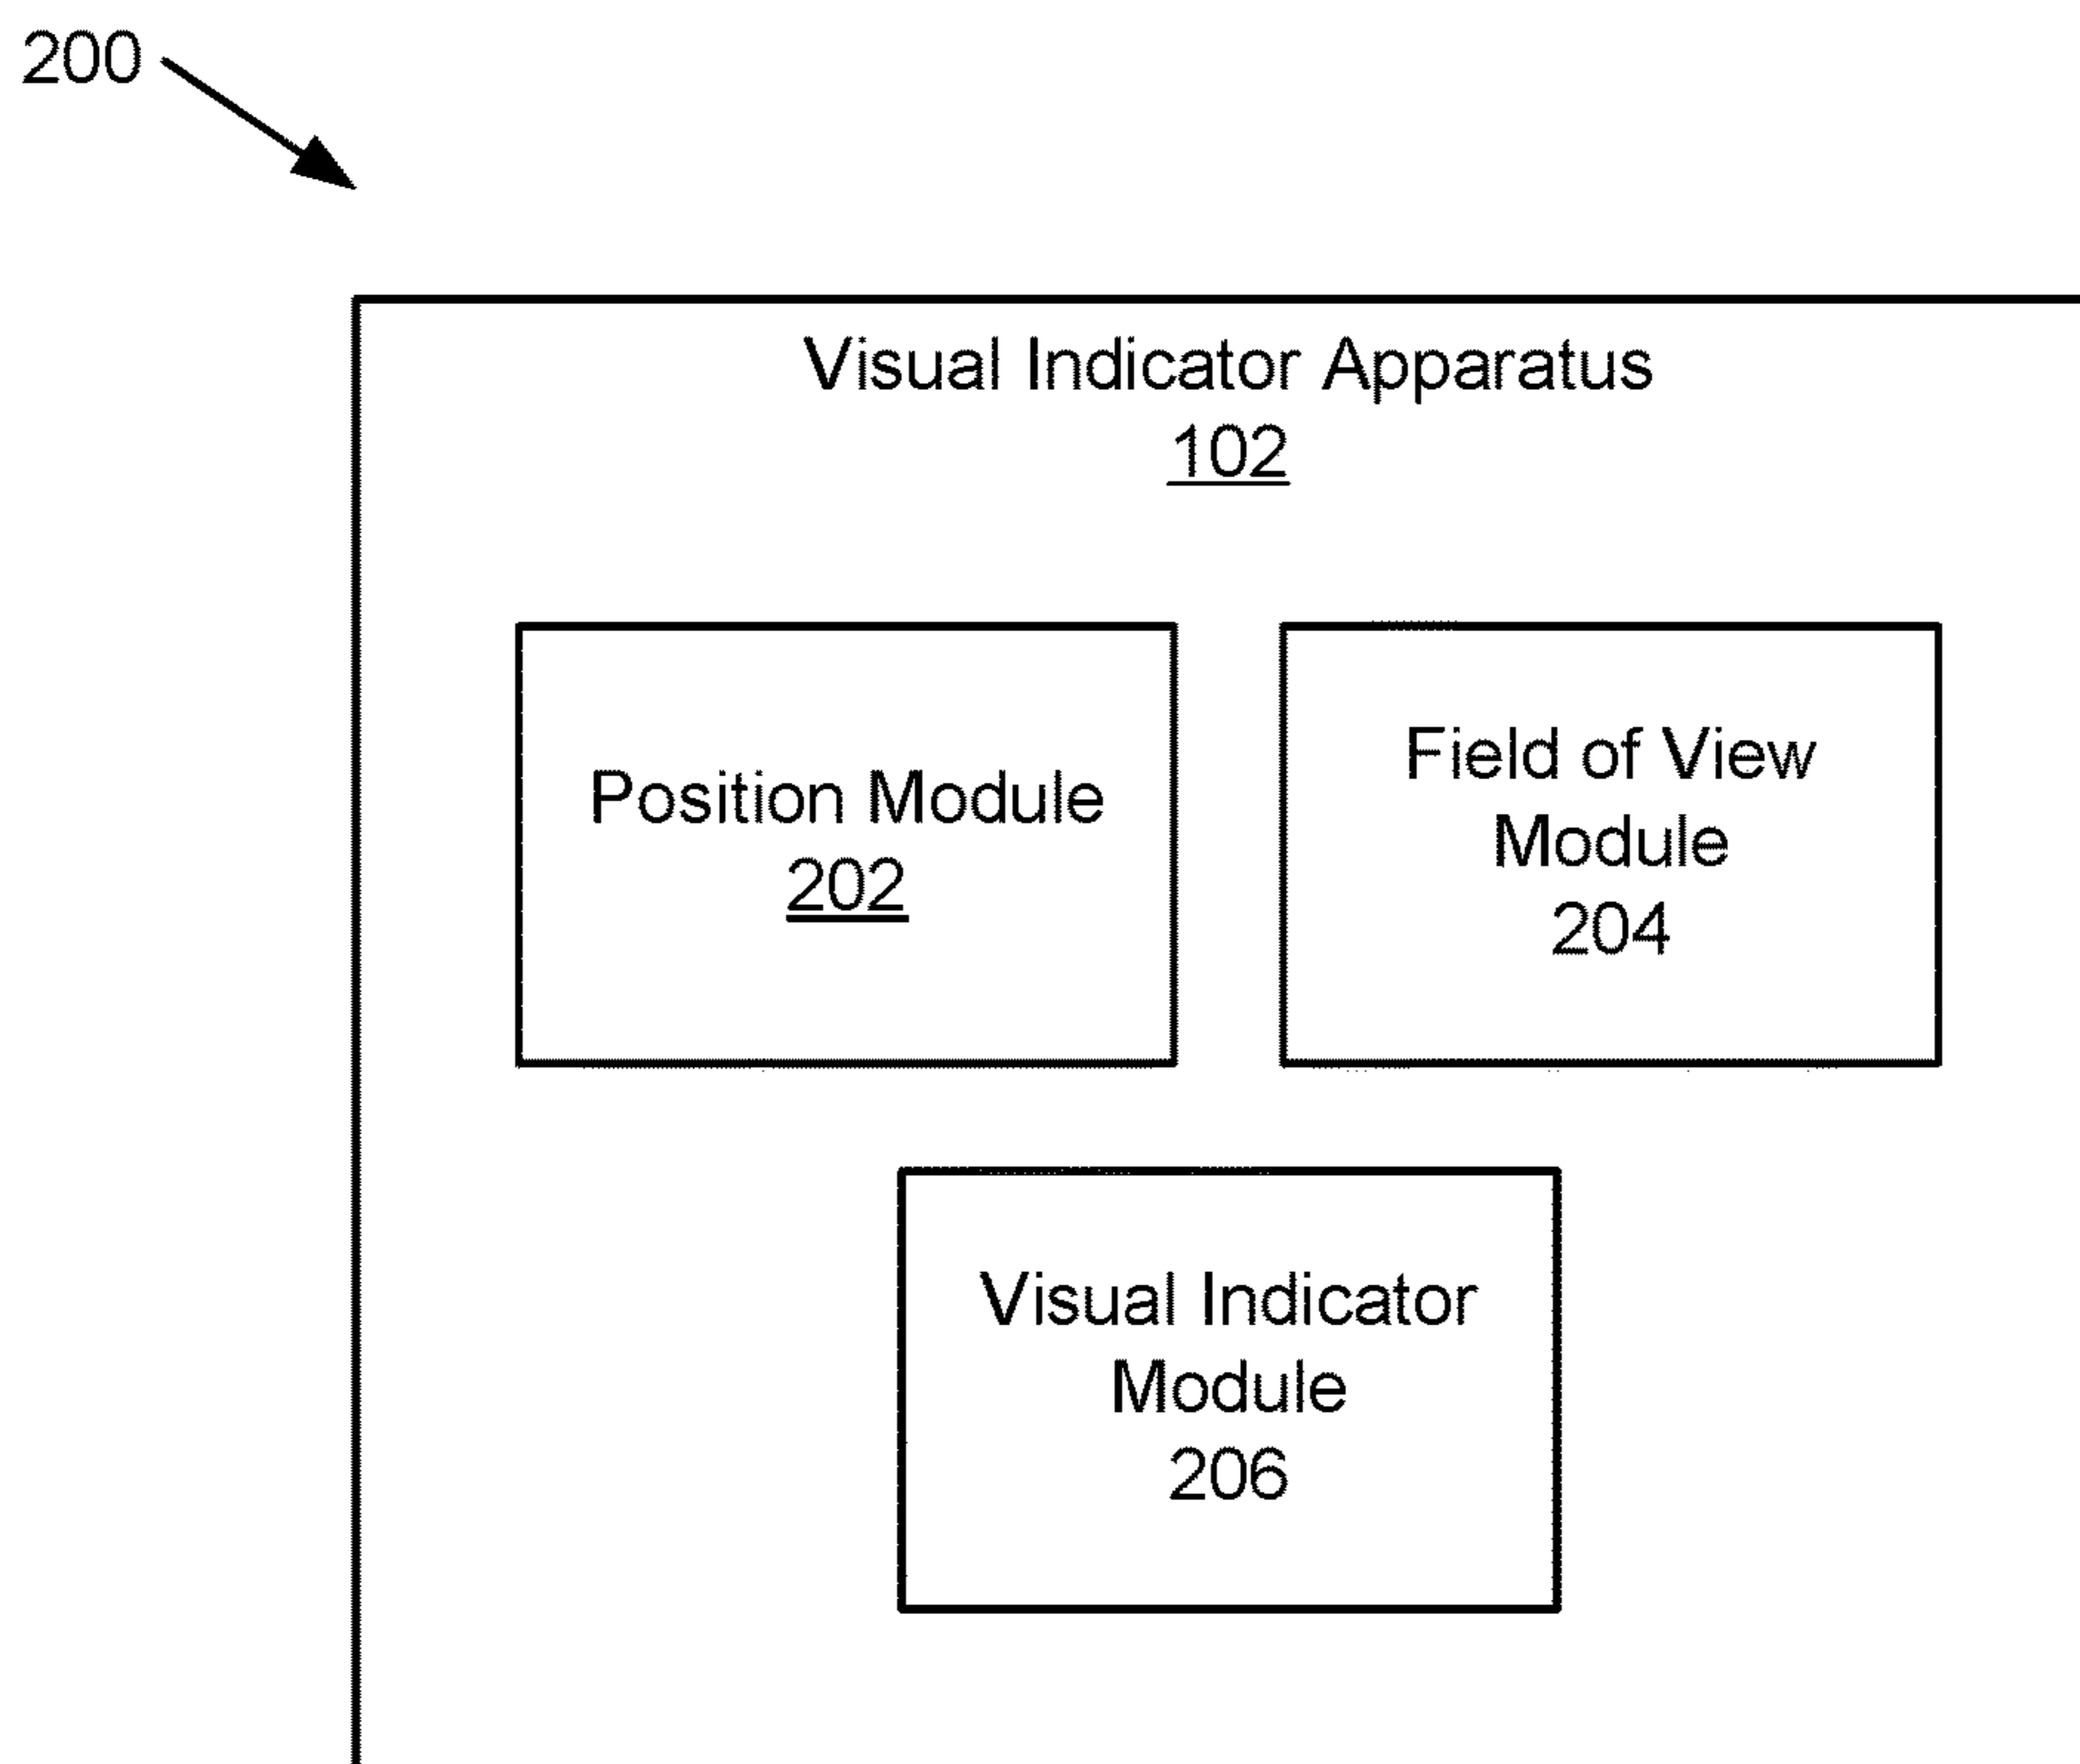 200
Visual Indicator Apparatus
102
Position Module
202
Field of View
Module
204
Visual Indicator
Module
206